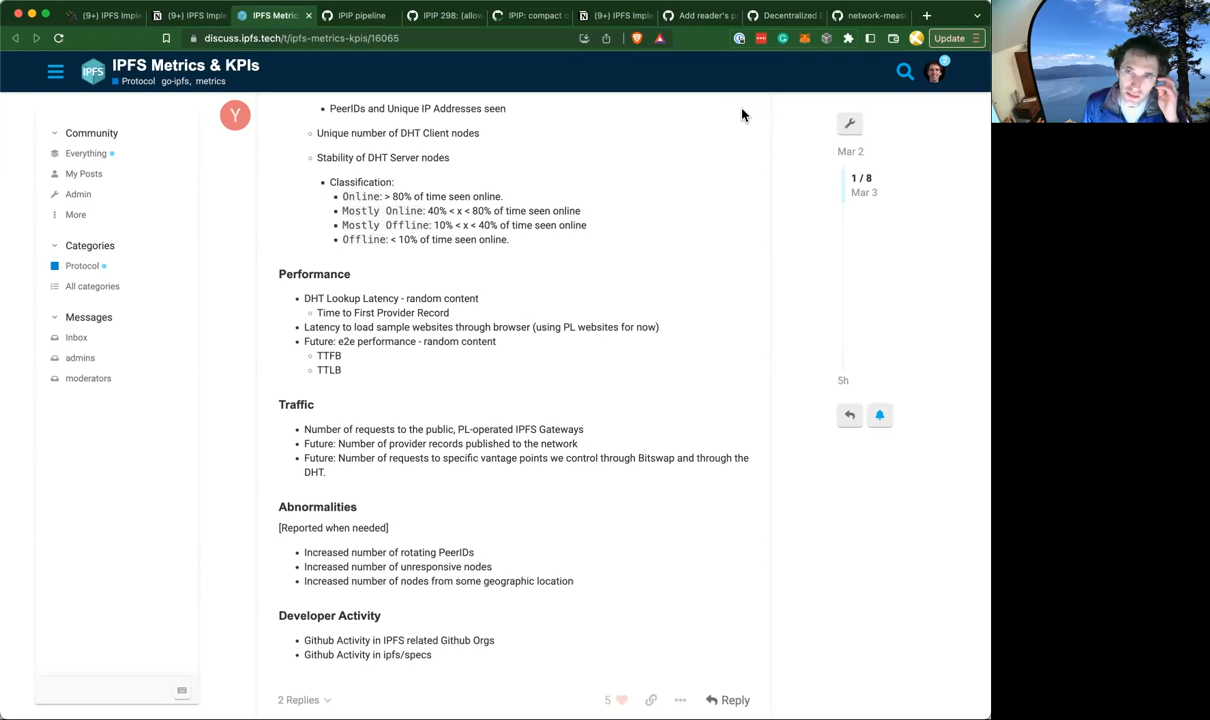 (9+) IPFS Imple
(9+) IPFS Imple
IPFS Metric
IPIP pipeline
IPIP 298: (allow
IPIP: compact d
(9+) IPFS Imple
Add reader's p
Decentralized
network-meas
discuss.ipfs.tech/t/ipfs-metrics-kpis/16065
Update
IPFS
IPFS Metrics & KPIs
Protocol go-ipfs, metrics
2
Community
Everything
My Posts
Admin
More
Categories
Protocol
All categories
Messages
Inbox
admins
moderators
Y
PeerIDs and Unique IP Addresses seen
Unique number of DHT Client nodes
Stability of DHT Server nodes
Classification:
Online: > 80% of time seen online.
Mostly Online: 40% < x < 80% of time seen online
Mostly Offline: 10% < x < 40% of time seen online
Offline: < 10% of time seen online.
Performance
DHT Lookup Latency - random content
Time to First Provider Record
Latency to load sample websites through browser (using PL websites for now)
Future: e2e performance - random content
TTFB
TTLB
Traffic
Number of requests to the public, PL-operated IPFS Gateways
Future: Number of provider records published to the network
Future: Number of requests to specific vantage points we control through Bitswap and through the
DHT.
Abnormalities
[Reported when needed]
Increased number of rotating PeerIDs
Increased number of unresponsive nodes
Increased number of nodes from some geographic location
Developer Activity
Github Activity in IPFS related Github Orgs
Github Activity in ipfs/specs
2 Replies
5
Reply
Mar 2
1 / 8
Mar 3
5h